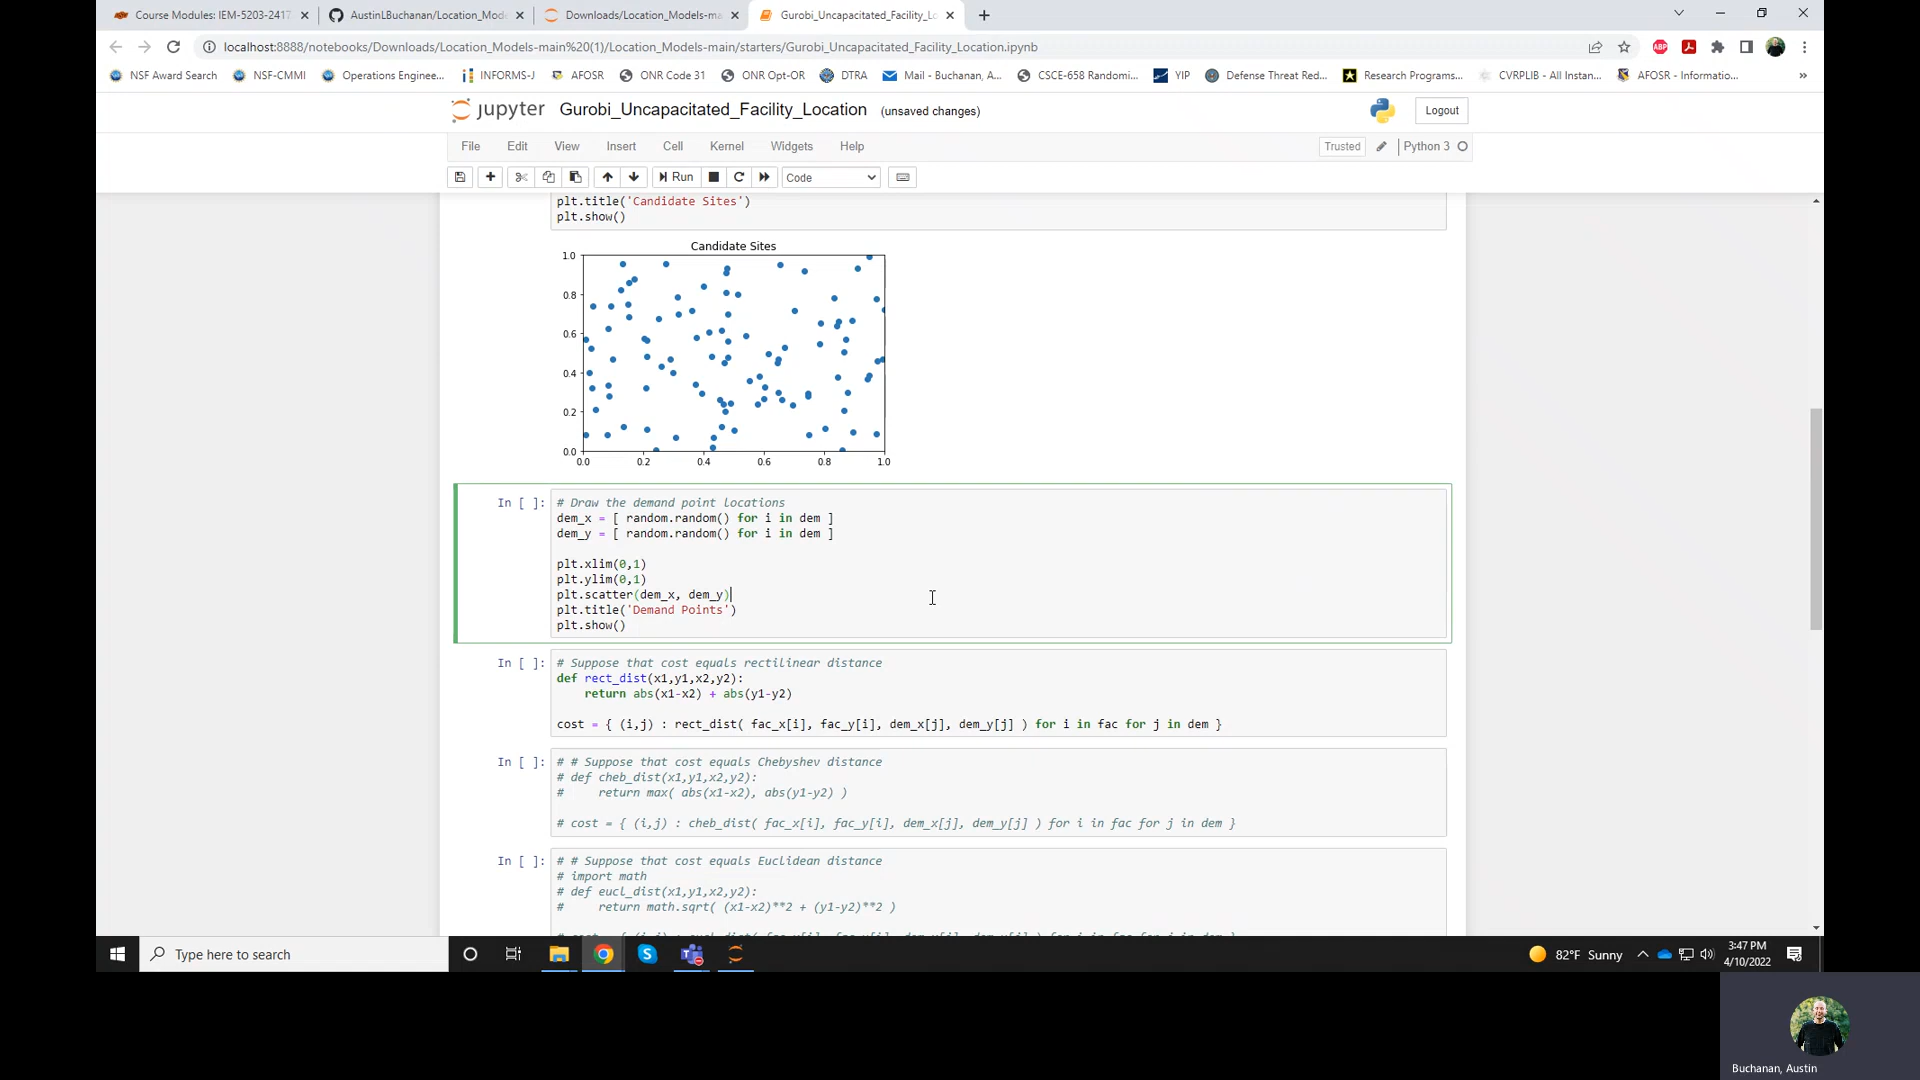 Course Modules: IEM-5203-2417
AustinLBuchanan/Location_Mode
Downloads/Location_Models-ma
Gurobi_Uncapacitated_Facility_Lo
localhost:8888/notebooks/Downloads/Location_Models-main%20(1)/Location_Models-main/starters/Gurobi_Uncapacitated_Facility_Location.ipynb
NSF Award Search
NSF-CMMI
Operations Enginee...
INFORMS-J
AFOSR
ONR Code 31
ONR Opt-OR
DTRA
Mail - Buchanan, A...
CSCE-658 Randomi...
YIP
Defense Threat Red...
Research Programs...
CVRPLIB - All Instan...
AFOSR - Informatio...
jupyter Gurobi_Uncapacitated_Facility_Location (unsaved changes)
Logout
File Edit View Insert Cell Kernel Widgets Help
Trusted
Python 3
Run
Code
plt.title('Candidate Sites')
plt.show()
Candidate Sites
1.0
0.8
0.6
0.4
0.2
0.0
0.0 0.2 0.4 0.6 0.8 1.0
In [ ]: # Draw the demand point locations
dem_x = [ random.random() for i in dem ]
dem_y = [ random.random() for i in dem ]
plt.xlim(0,1)
plt.ylim(0,1)
plt.scatter(dem_x, dem_y)
plt.title('Demand Points')
plt.show()
In [ ]: # Suppose that cost equals rectilinear distance
def rect_dist(x1,y1,x2,y2):
return abs(x1-x2) + abs(y1-y2)
cost = { (i,j) : rect_dist( fac_x[i], fac_y[i], dem_x[j], dem_y[j] ) for i in fac for j in dem }
In [ ]: # # Suppose that cost equals Chebyshev distance
# def cheb_dist(x1,y1,x2,y2):
# return max( abs(x1-x2), abs(y1-y2) )
# cost = { (i,j) : cheb_dist( fac_x[i], fac_y[i], dem_x[j], dem_y[j] ) for i in fac for j in dem }
In [ ]: # # Suppose that cost equals Euclidean distance
# import math
# def eucl_dist(x1,y1,x2,y2):
# return math.sqrt( (x1-x2)**2 + (y1-y2)**2 )
Type here to search
82°F Sunny
3:47 PM
4/10/2022
Buchanan, Austin